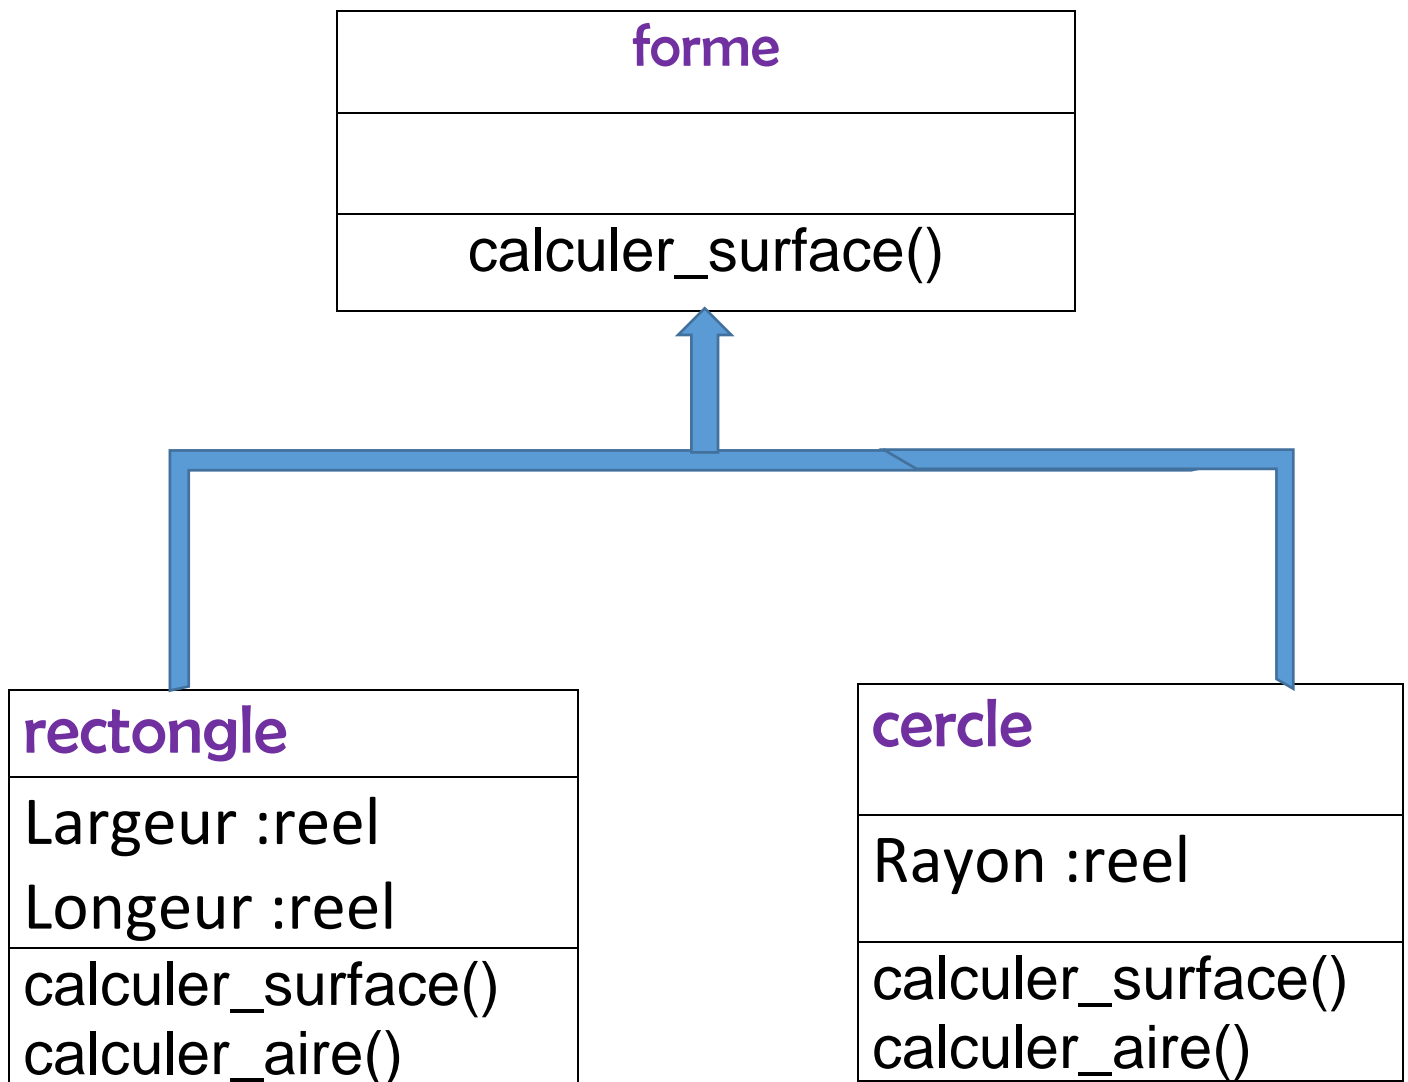 forme
calculer_surface()
rectongle
Largeur :reel
Longeur :reel
calculer_surface()
calculer_aire()
cercle
Rayon :reel
calculer_surface()
calculer_aire()